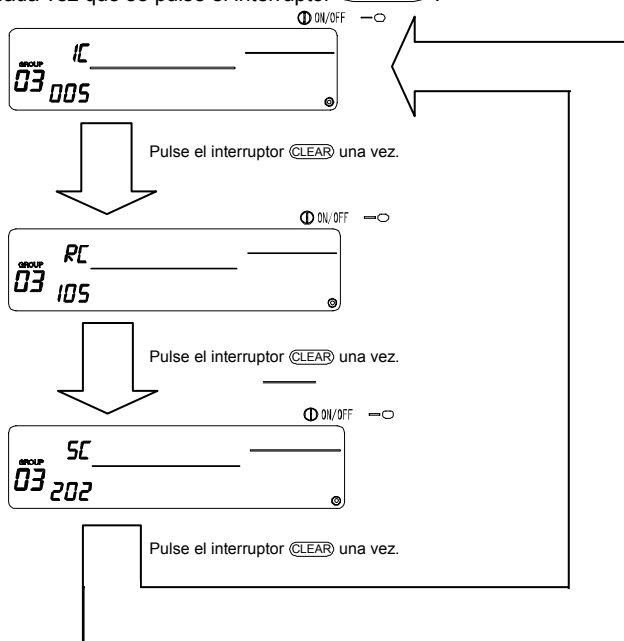 cada vez que se pulse el interruptor
ON/OFF
IC
GROUP
03 005
Pulse el interruptor CLEAR una vez.
ON/OFF
RC
GROUP
03 105
Pulse el interruptor CLEAR una vez.
ON/OFF
SC
GROUP
03 202
Pulse el interruptor CLEAR una vez.